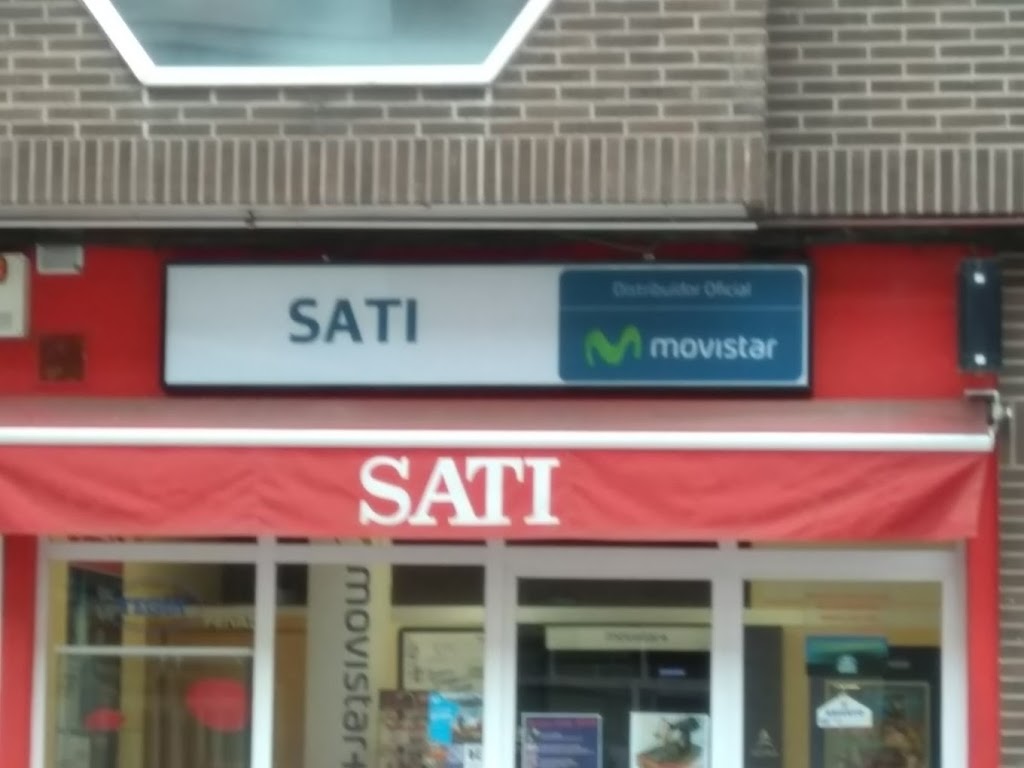 SATI
Distribuidor Oficial
movistar
SATI
movistar+